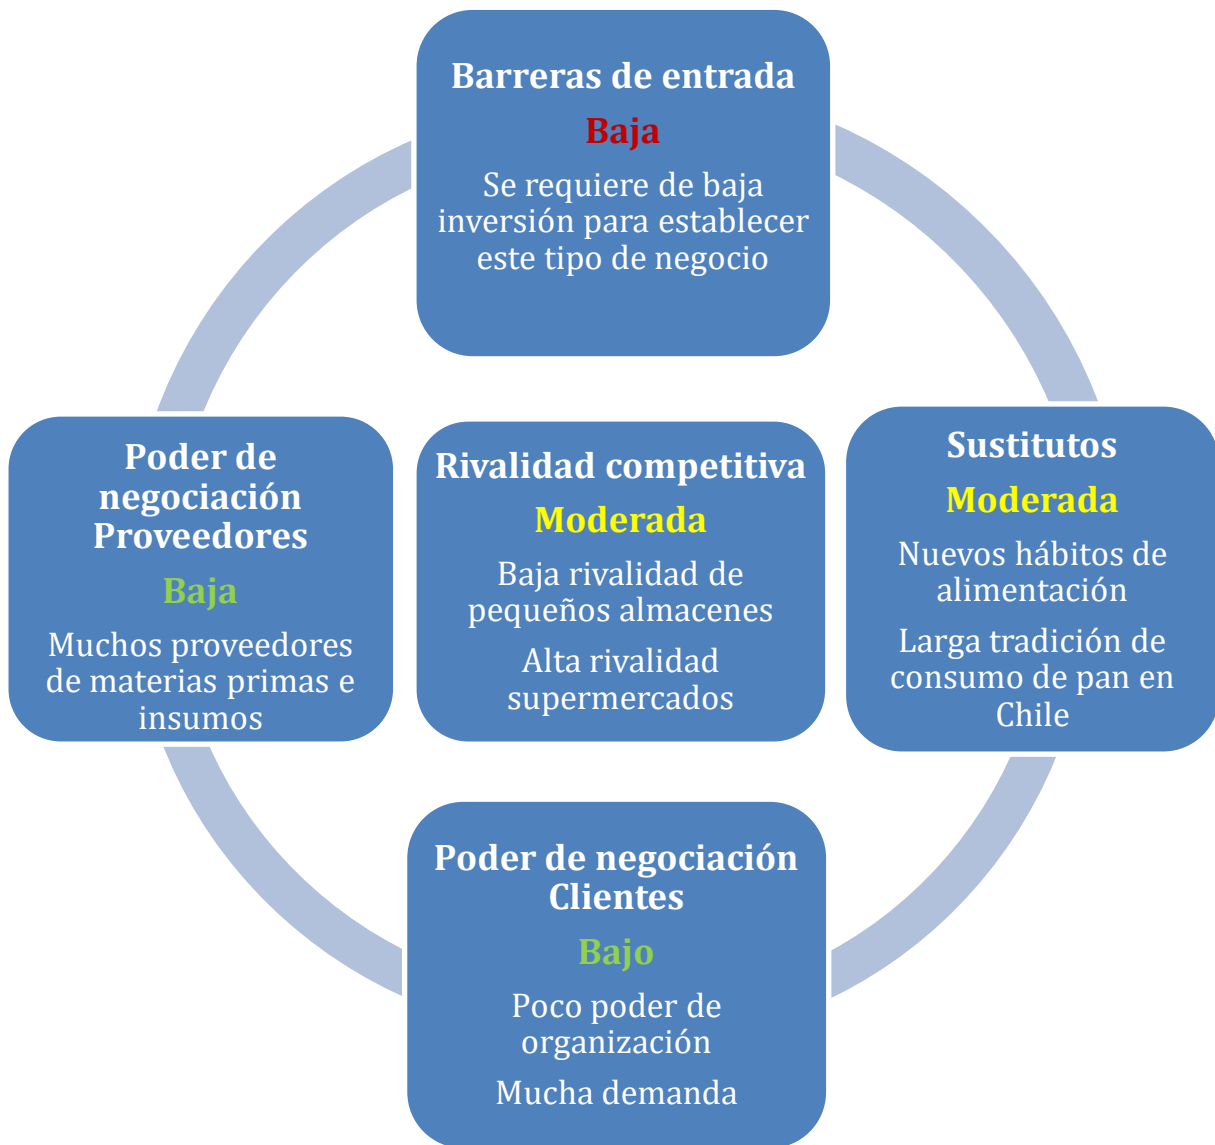 Barreras de entrada
Baja
Se requiere de baja
inversión para establecer
este tipo de negocio
Poder de
negociación
Proveedores
Baja
Muchos proveedores
de materias primas e
insumos
Rivalidad competitiva
Moderada
Baja rivalidad de
pequeños almacenes
Alta rivalidad
supermercados
Sustitutos
Moderada
Nuevos hábitos de
alimentación
Larga tradición de
consumo de pan en
Chile
Poder de negociación
Clientes
Bajo
Poco poder de
organización
Mucha demanda